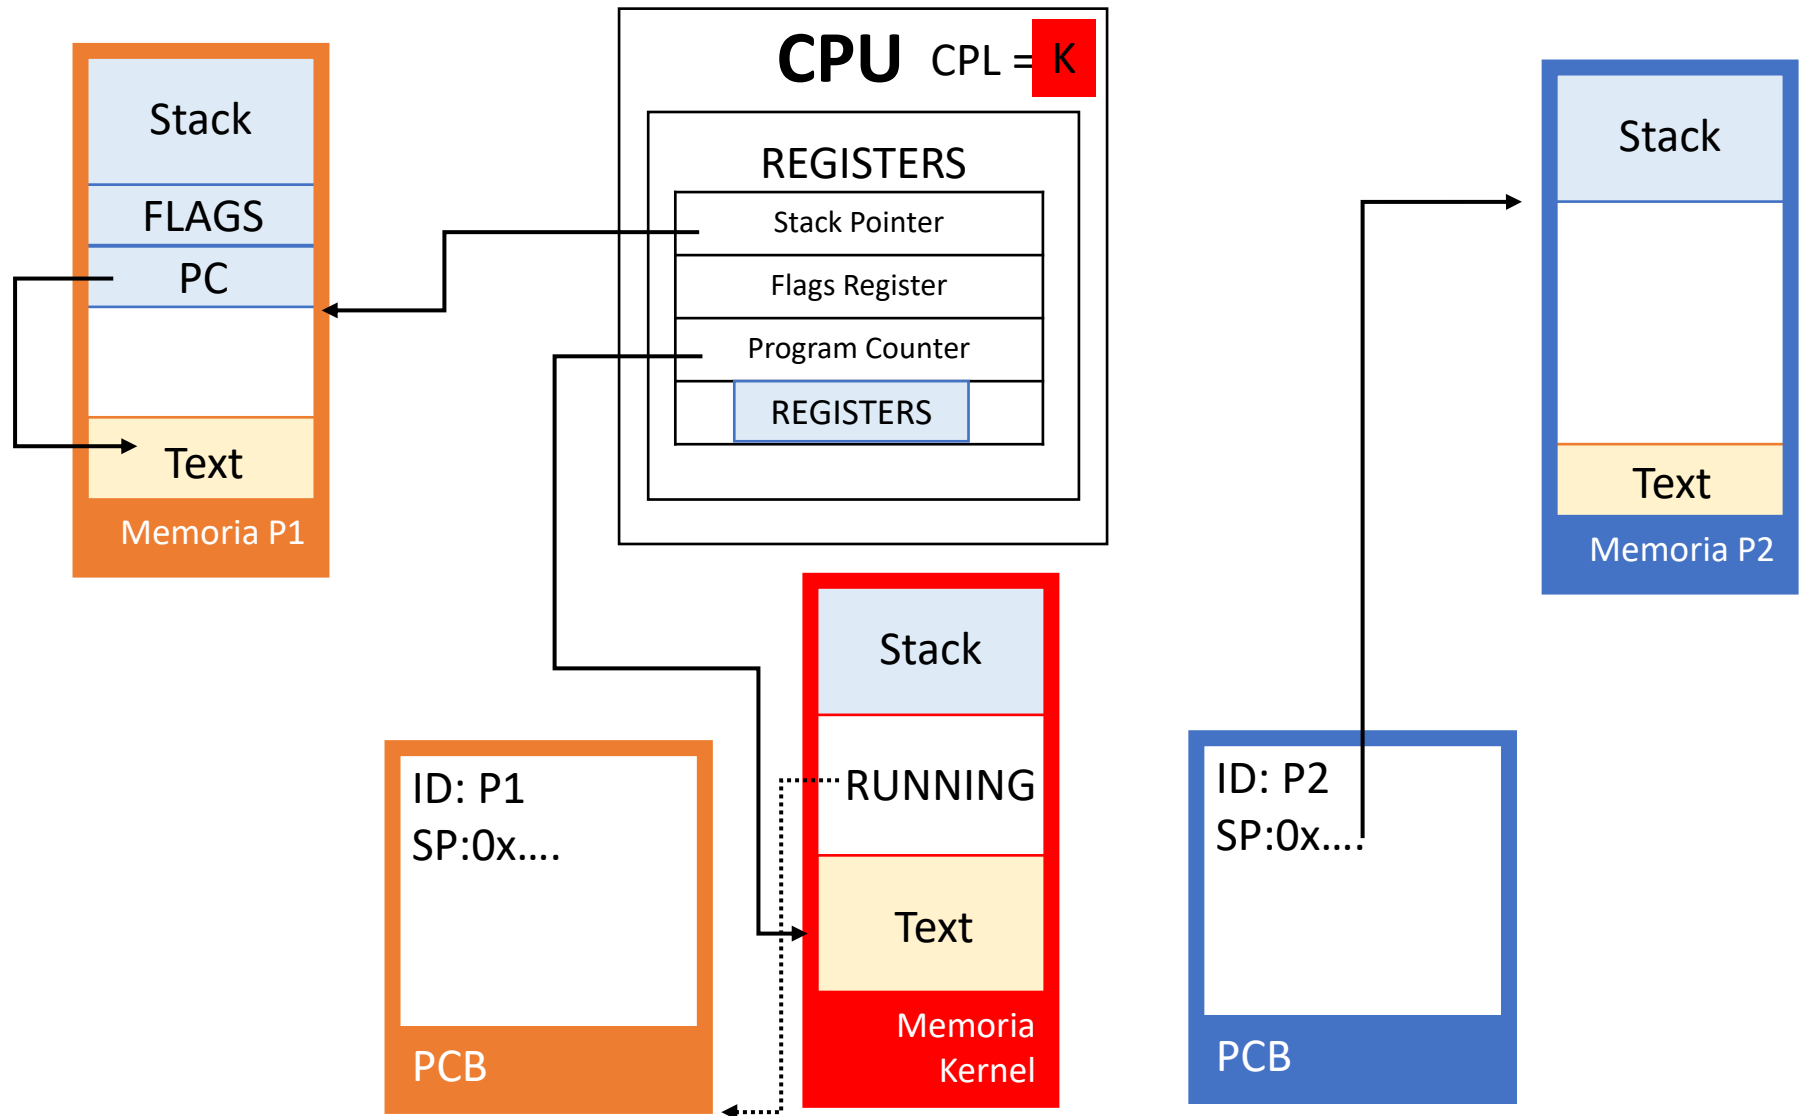 CPU CPL = K
REGISTERS
Stack Pointer
Flags Register
Program Counter
REGISTERS
Stack
FLAGS
PC
Text
Memoria P1
Stack
Text
Memoria P2
Stack
RUNNING
Text
Memoria
Kernel
ID: P1
SP:0x....
PCB
ID: P2
SP:0x....
PCB